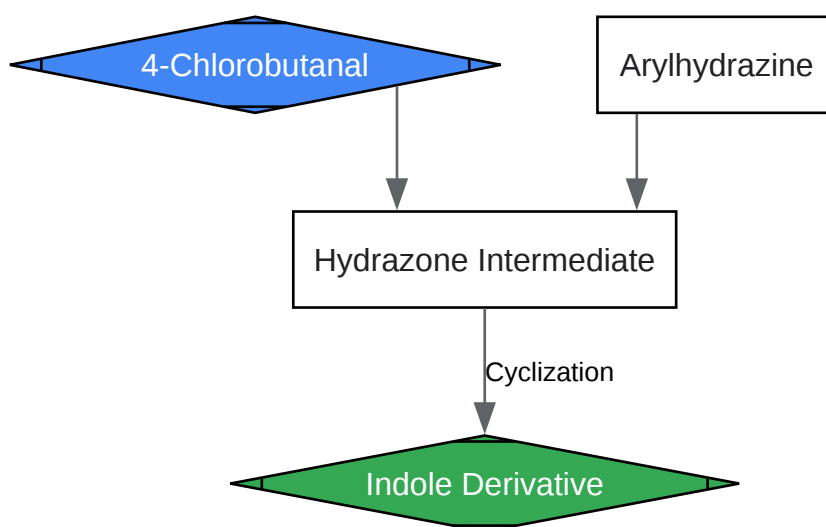 4-Chlorobutanal
Arylhydrazine
Hydrazone Intermediate
Cyclization
Indole Derivative